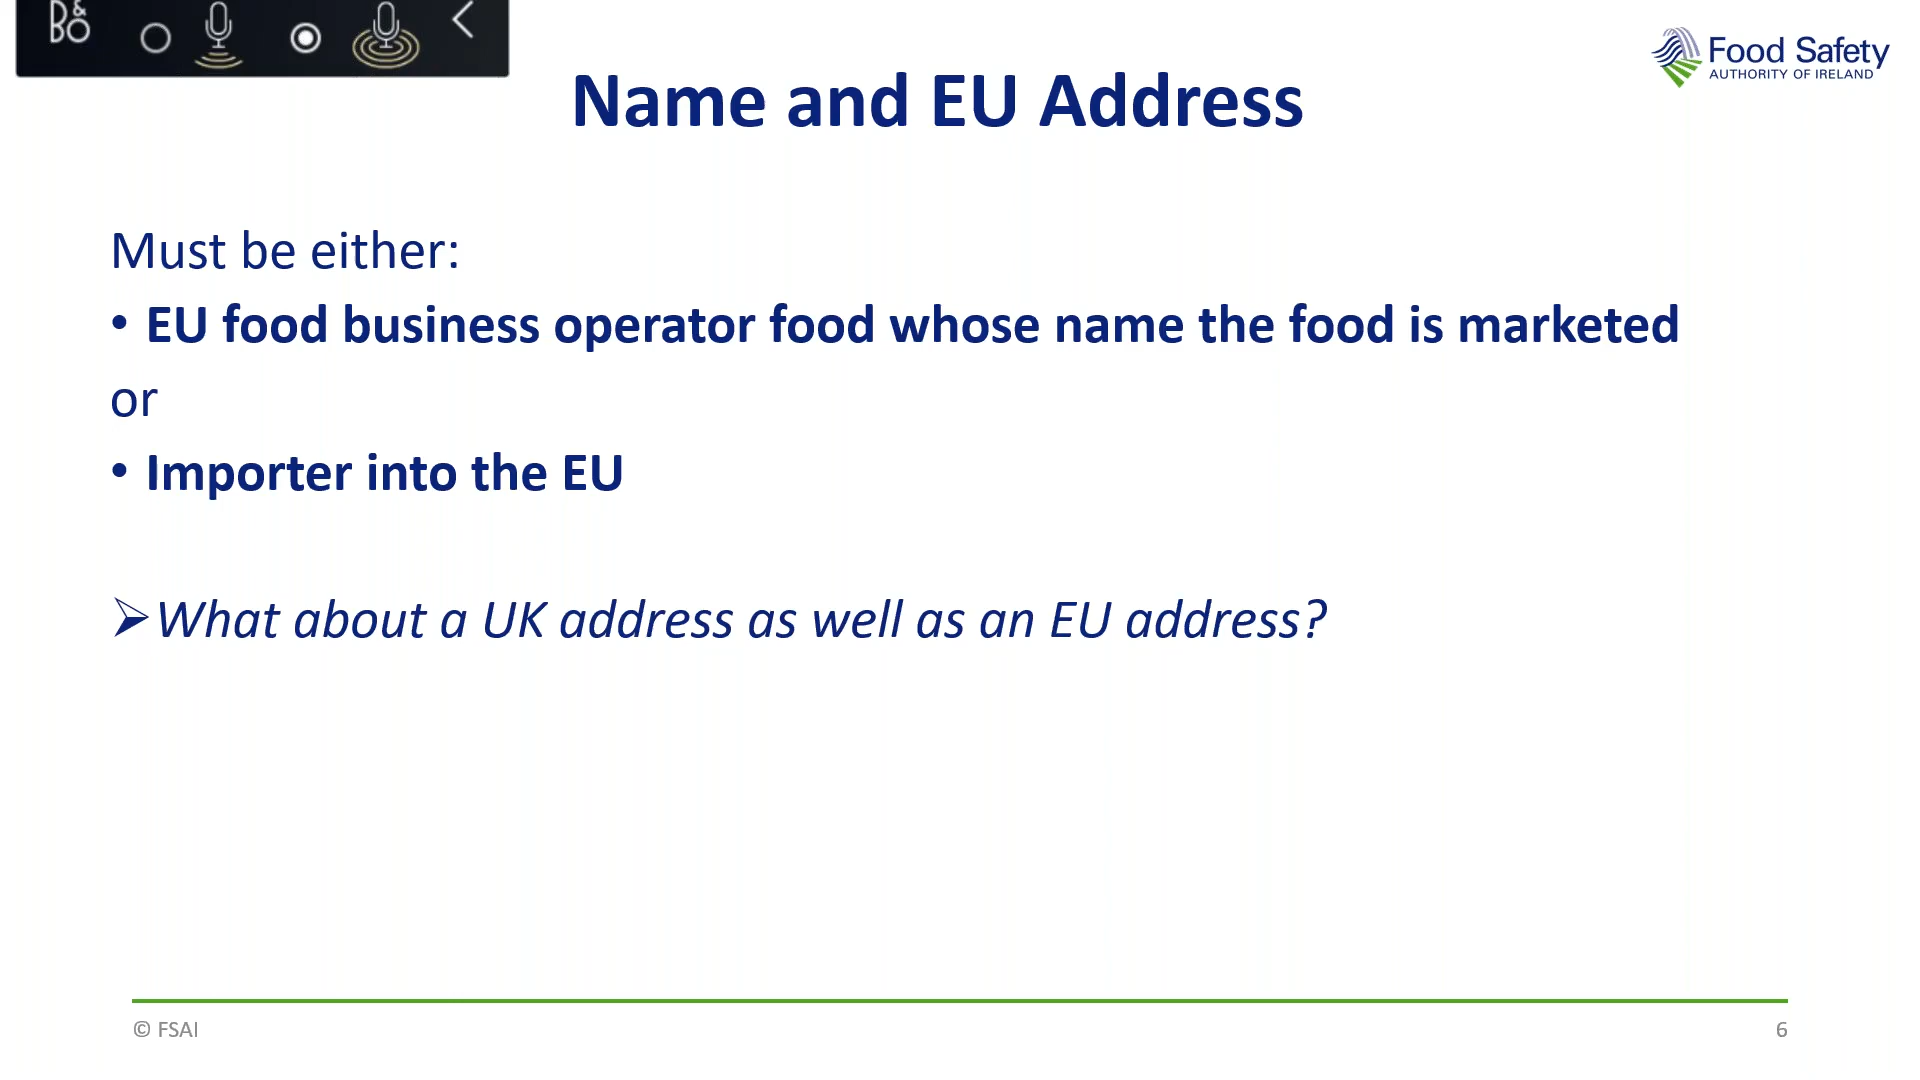 B&O
Food Safety
AUTHORITY OF IRELAND
Name and EU Address
Must be either:
• EU food business operator food whose name the food is marketed
or
• Importer into the EU
➢ What about a UK address as well as an EU address?
© FSAI
6